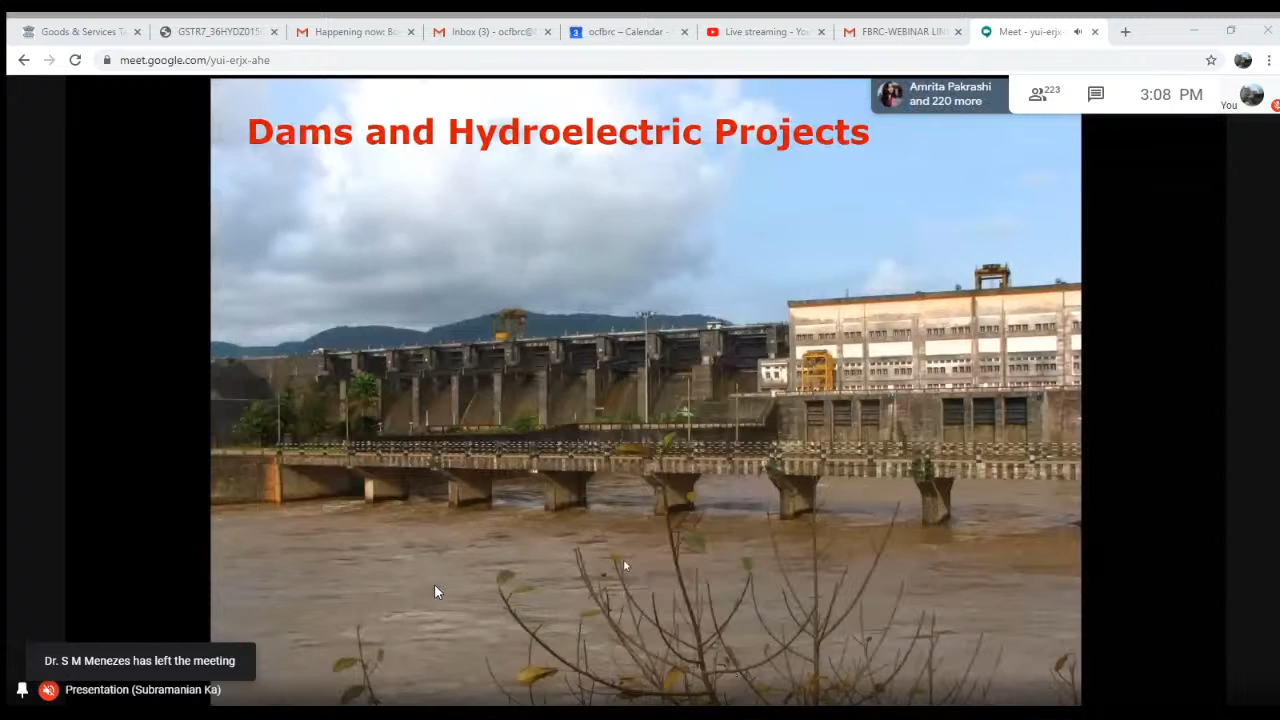 Goods & Services Ta
GSTR7_36HYDZ015
Happening now: Bo
Inbox (3) - ocfbrc@
3
ocfbrc – Calendar -
Live streaming - Yo
FBRC-WEBINAR LIN
Meet - yui-erjx-
meet.google.com/yui-erjx-ahe
Amrita Pakrashi
and 220 more
223
3:08 PM
You
Dams and Hydroelectric Projects
Dr. S M Menezes has left the meeting
Presentation (Subramanian Ka)